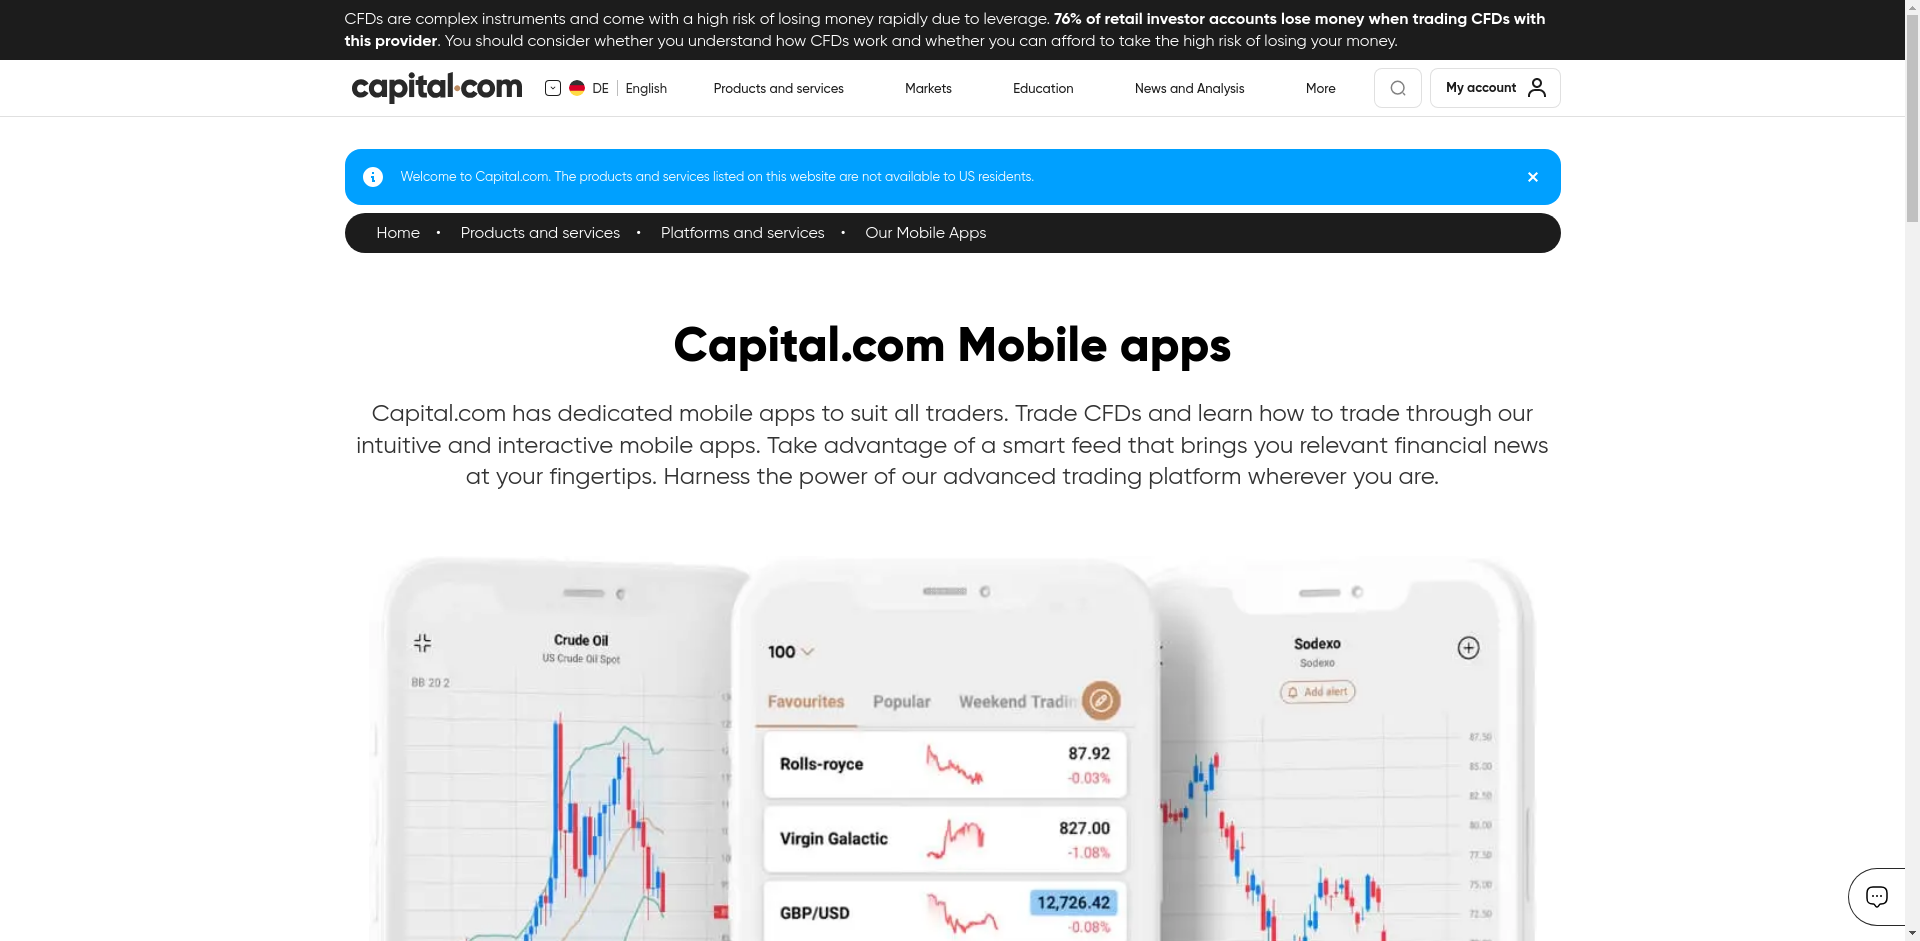 CFDs are complex instruments and come with a high risk of losing money rapidly due to leverage. 76% of retail investor accounts lose money when trading CFDs with
this provider. You should consider whether you understand how CFDs work and whether you can afford to take the high risk of losing your money.
capital.com
DE English
Products and services
Markets
Education
News and Analysis
More
My account
Welcome to Capital.com. The products and services listed on this website are not available to US residents.
Home • Products and services • Platforms and services • Our Mobile Apps
Capital.com Mobile apps
Capital.com has dedicated mobile apps to suit all traders. Trade CFDs and learn how to trade through our
intuitive and interactive mobile apps. Take advantage of a smart feed that brings you relevant financial news
at your fingertips. Harness the power of our advanced trading platform wherever you are.
Crude Oil
US Crude Oil Spot
BB 20 2
100
Favourites Popular Weekend Tradin
Rolls-royce 87.92
-0.03%
Virgin Galactic 827.00
-1.08%
GBP/USD 12,726.42
-0.08%
Sodexo
Sodexo
Add alert
87.50
85.00
82.50
80.00
77.50
75.00
72.50